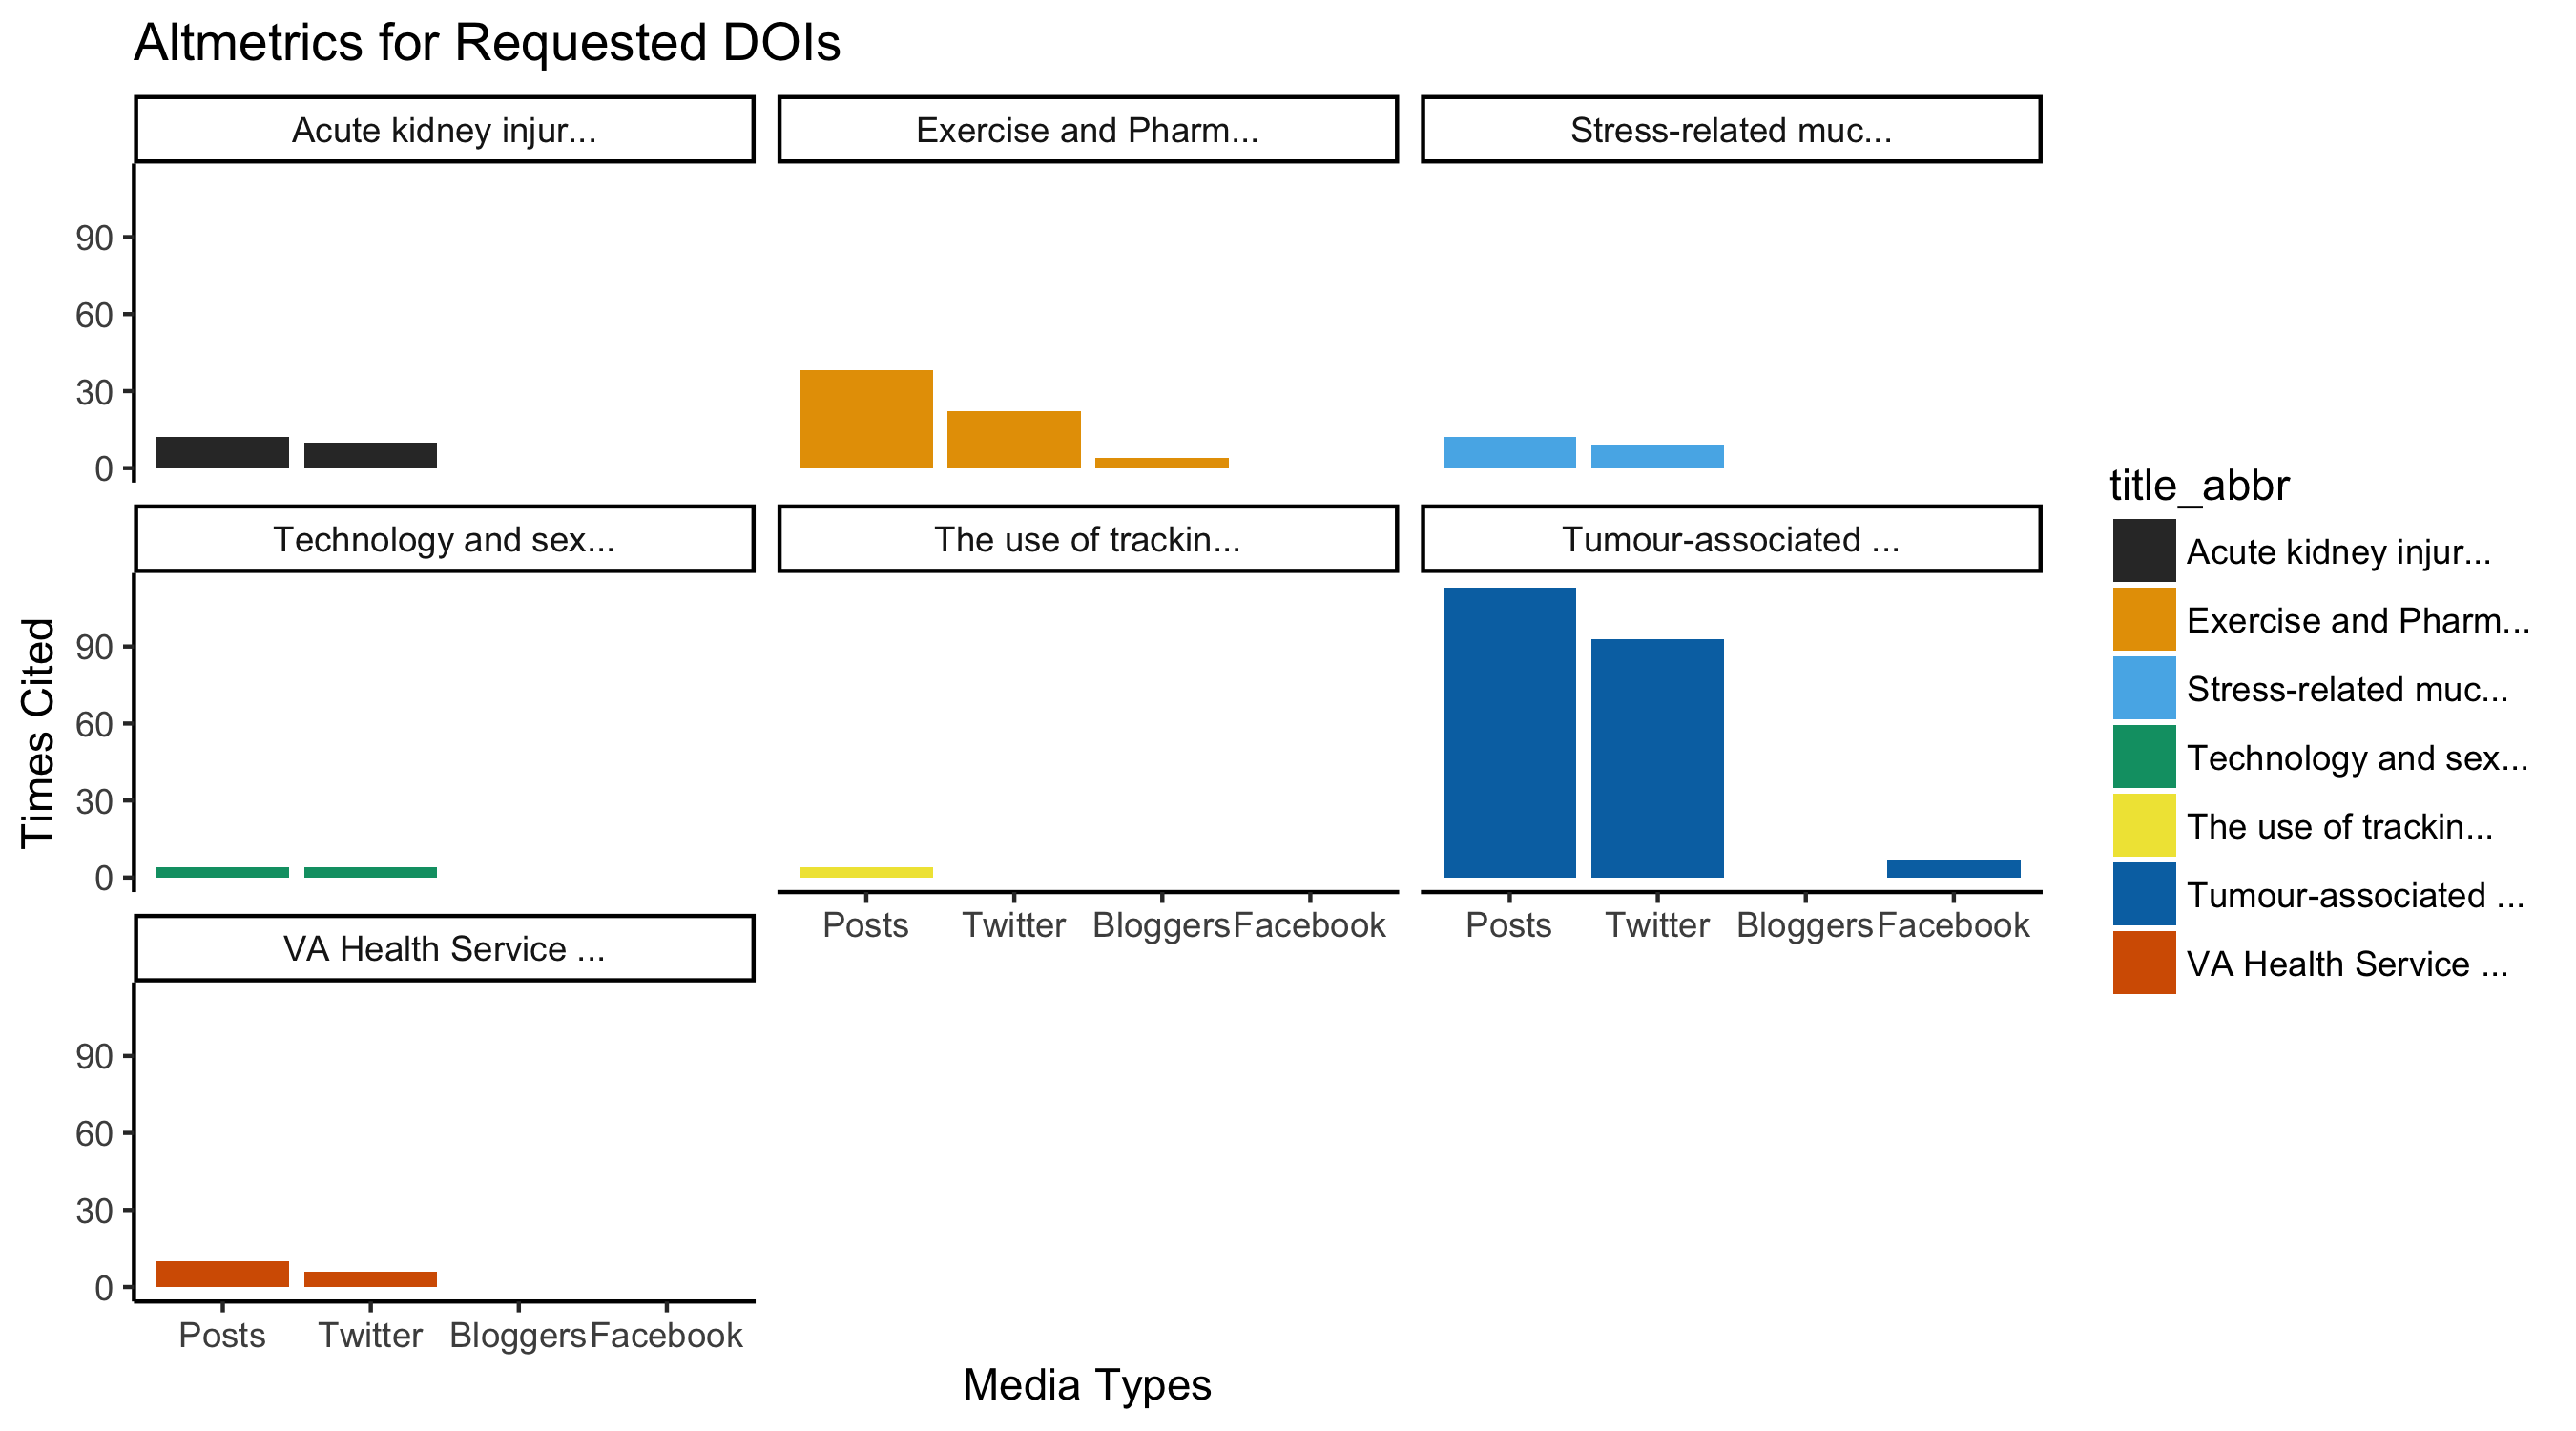 Altmetrics for Requested DOIs
Acute kidney injur...
Exercise and Pharm...
Stress-related muc...
90
60
30
0
Technology and sex...
The use of trackin...
Tumour-associated ...
Times Cited
90
60
30
0
Posts Twitter Bloggers Facebook
Posts Twitter Bloggers Facebook
VA Health Service ...
90
60
30
0
Posts Twitter Bloggers Facebook
Media Types
title_abbr
Acute kidney injur...
Exercise and Pharm...
Stress-related muc...
Technology and sex...
The use of trackin...
Tumour-associated ...
VA Health Service ...